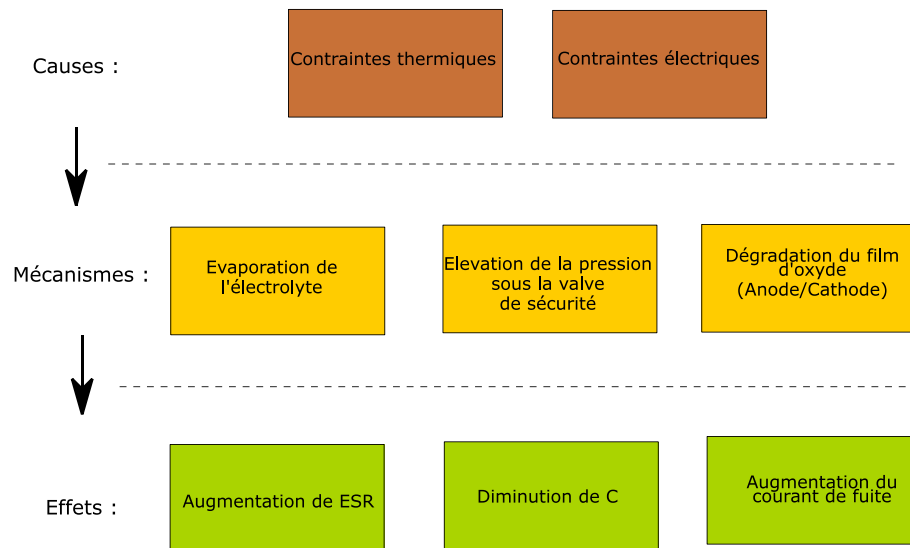 Causes :
Contraintes thermiques
Contraintes électriques
Mécanismes :
Evaporation de
l'électrolyte
Elevation de la pression
sous la valve
de sécurité
Dégradation du film
d'oxyde
(Anode/Cathode)
Effets :
Augmentation de ESR
Diminution de C
Augmentation du
courant de fuite